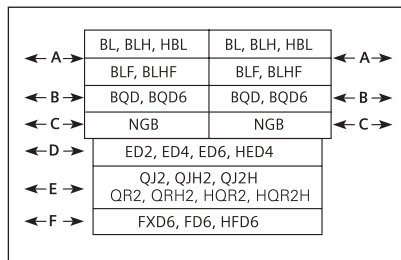 A BL, BLH, HBL BL, BLH, HBL A
BLF, BLHF BLF, BLHF
B BQD, BQD6 BQD, BQD6 B
C NGB NGB C
D ED2, ED4, ED6, HED4
E QJ2, QJH2, QJ2H
QR2, QRH2, HQR2, HQR2H
F FXD6, FD6, HFD6